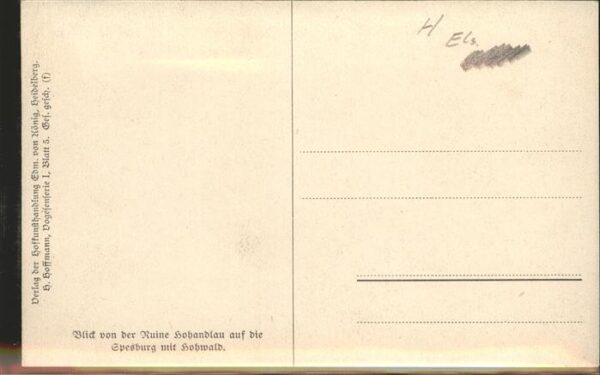 H
Els.
Verlag der Hofkunsthandlung Edm. von König, Heidelberg.
H. Hoffmann, Vogesenserie I, Blatt 5. Ges. gesch. (f)
Blick von der Ruine Hohandlau auf die
Spesburg mit Hohwald.